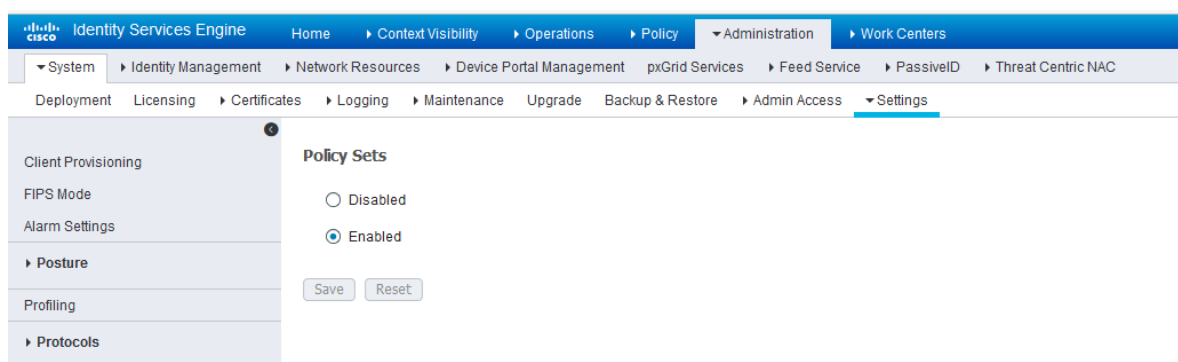 cisco Identity Services Engine Home Context Visibility Operations Policy Administration Work Centers
System Identity Management Network Resources Device Portal Management pxGrid Services Feed Service PassiveID Threat Centric NAC
Deployment Licensing Certificates Logging Maintenance Upgrade Backup & Restore Admin Access Settings
Client Provisioning
FIPS Mode
Alarm Settings
Posture
Profiling
Protocols
Policy Sets
Disabled
Enabled
Save Reset